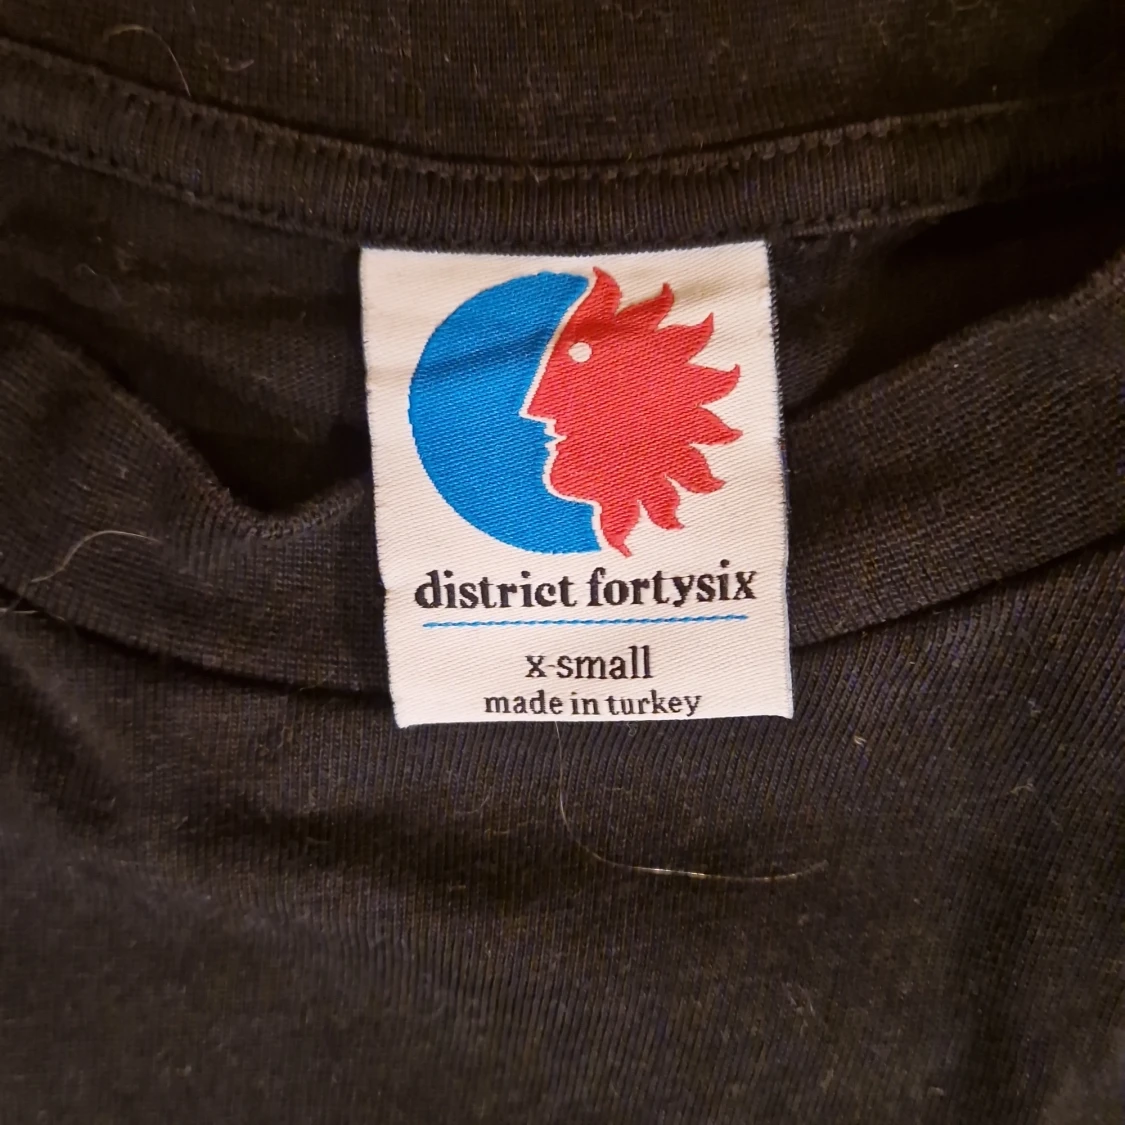 district fortysix
x-small
made in turkey